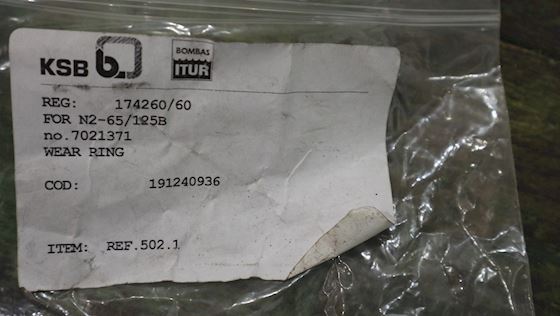 KSB b
BOMBAS
ITUR
REG: 174260/60
FOR N2-65/125B
no.7021371
WEAR RING
COD: 191240936
ITEM: REF.502.1